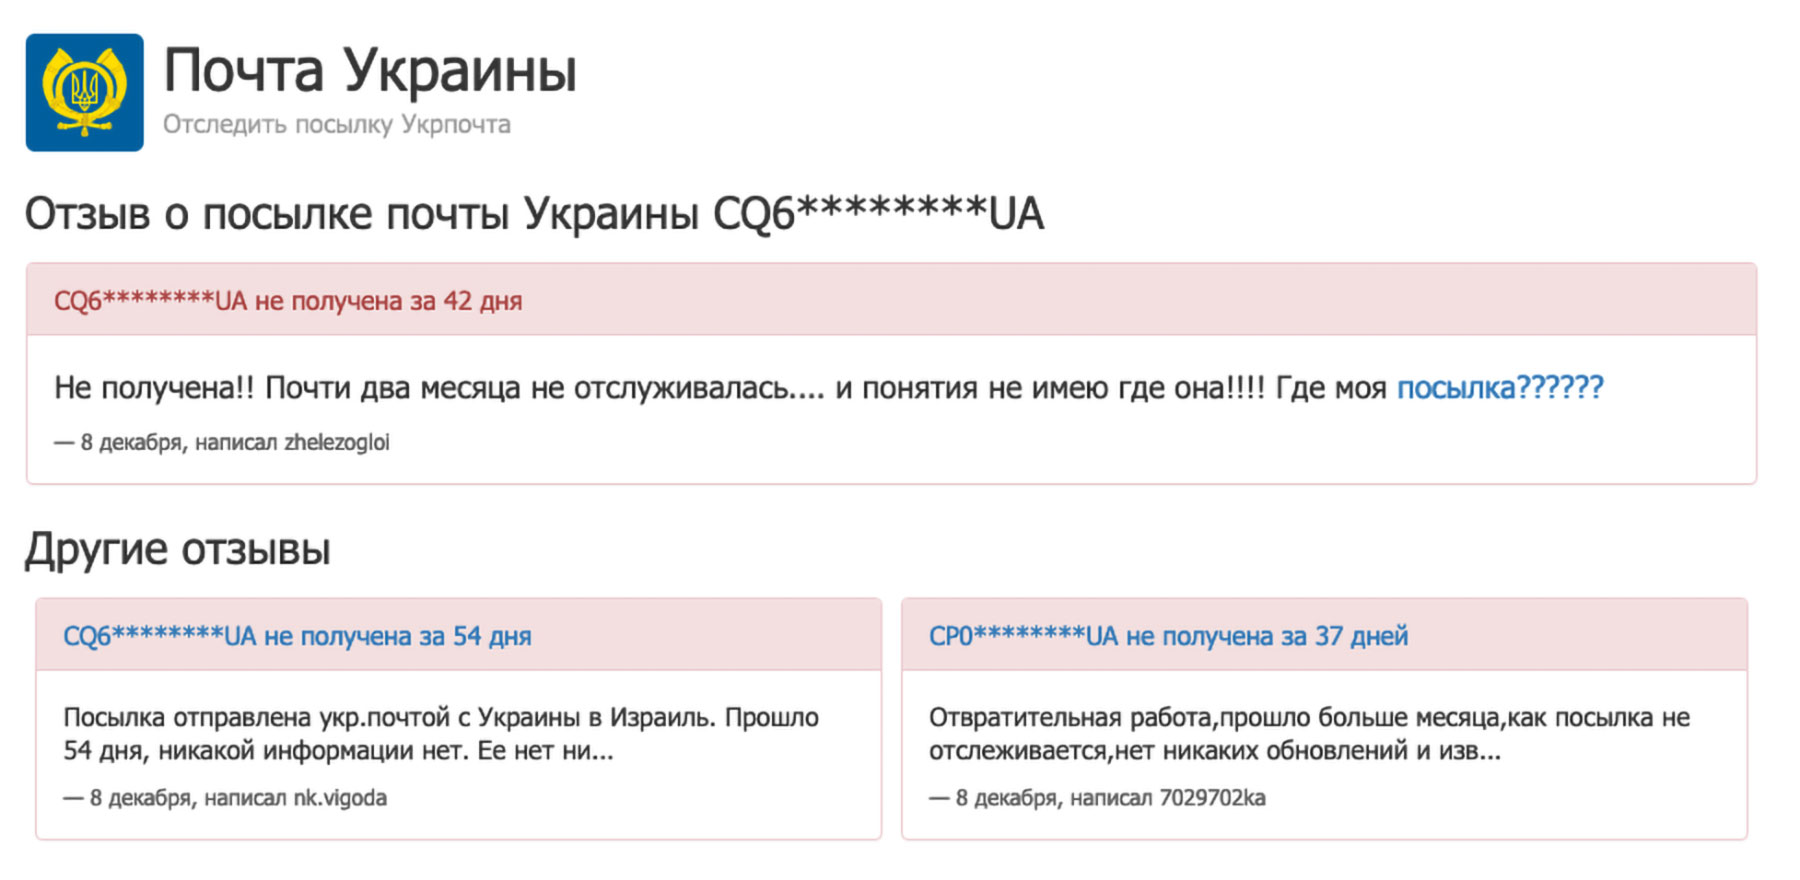 Почта Украины
Отследить посылку Укрпочта
Отзыв о посылке почты Украины CQ6********UA
CQ6********UA не получена за 42 дня
Не получена!! Почти два месяца не отслуживалась.... и понятия не имею где она!!!! Где моя посылка??????
— 8 декабря, написал zhelezogloi
Другие отзывы
CQ6********UA не получена за 54 дня
Посылка отправлена укр.почтой с Украины в Израиль. Прошло
54 дня, никакой информации нет. Ее нет ни...
— 8 декабря, написал nk.vigoda
CP0********UA не получена за 37 дней
Отвратительная работа,прошло больше месяца,как посылка не
отслеживается,нет никаких обновлений и изв...
— 8 декабря, написал 7029702ka